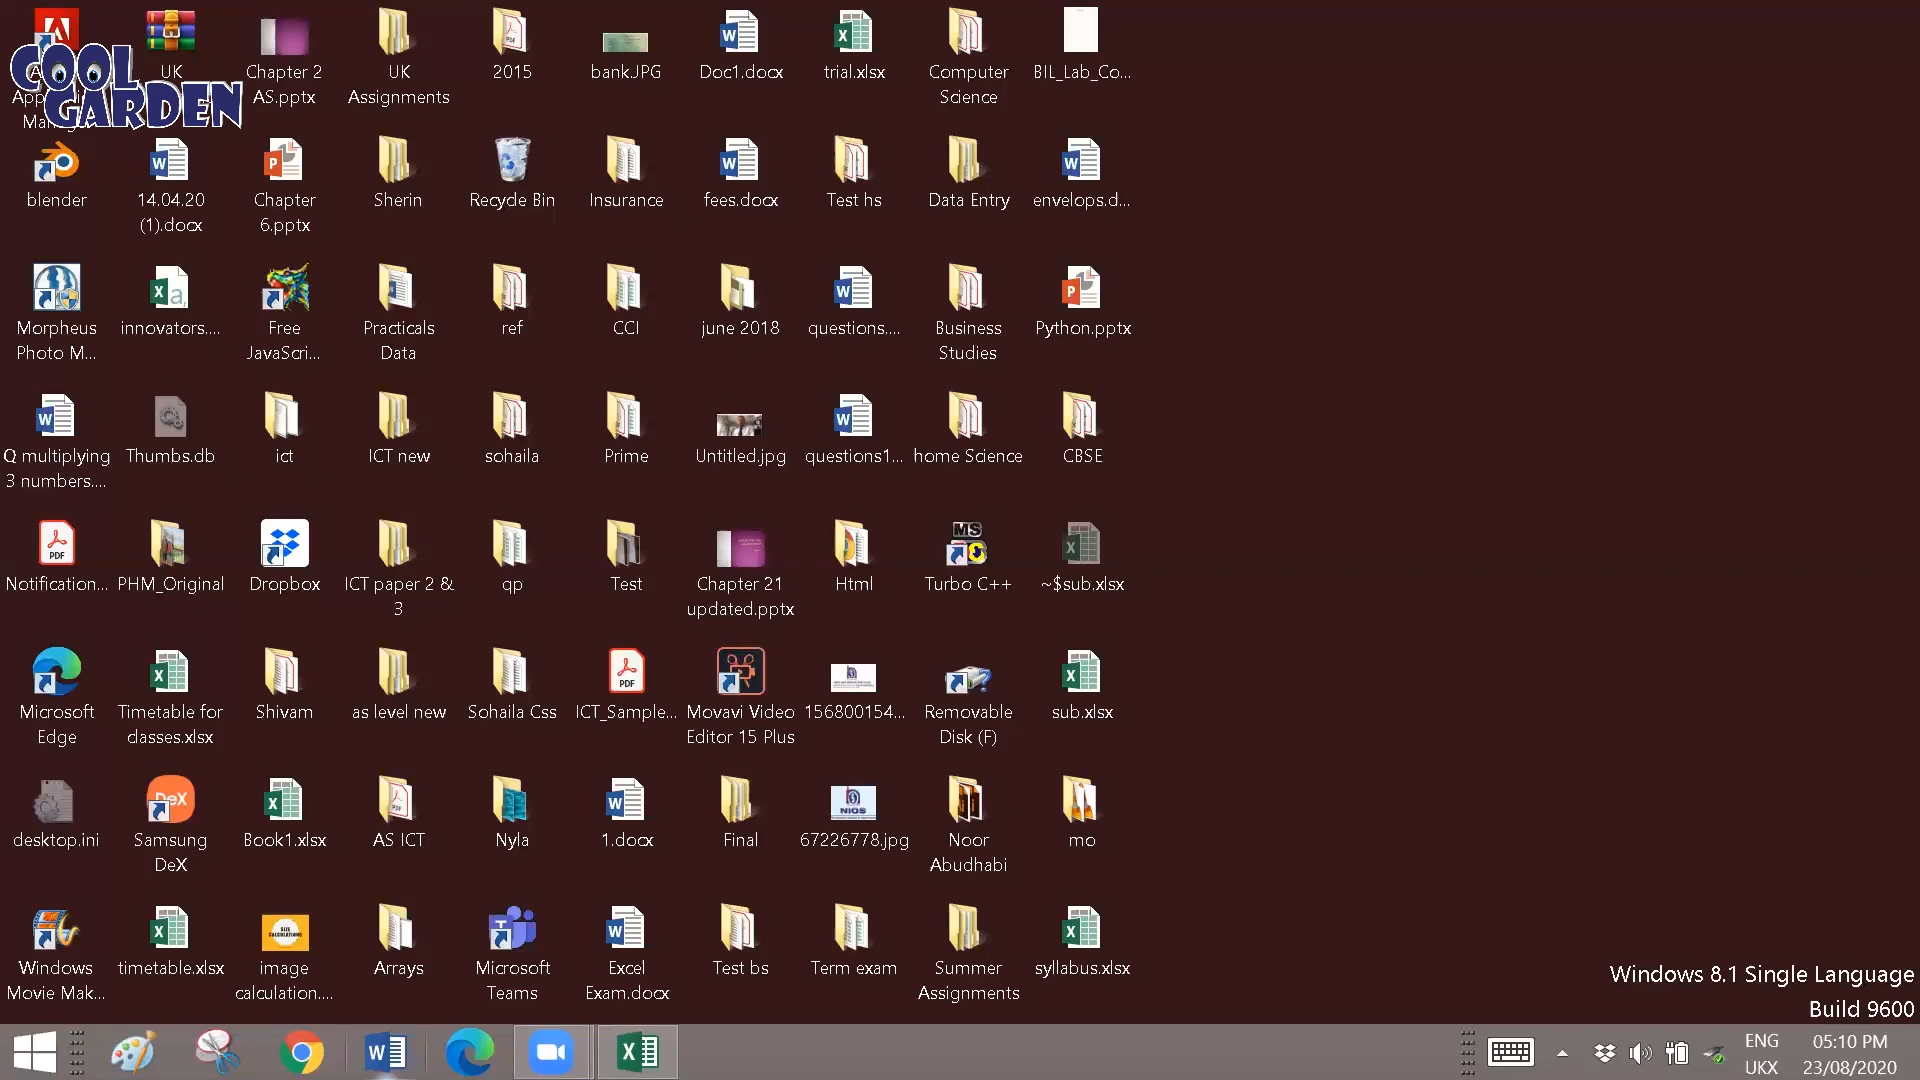 COOL
GARDEN
UK
Chapter 2
AS.pptx
UK
Assignments
2015
bank.JPG
Doc1.docx
trial.xlsx
Computer
Science
BIL_Lab_Co...
blender
14.04.20
(1).docx
Chapter
6.pptx
Sherin
Recycle Bin
Insurance
fees.docx
Test hs
Data Entry
envelops.d...
Morpheus
Photo M...
innovators....
Free
JavaScri...
Practicals
Data
ref
CCI
june 2018
questions....
Business
Studies
Python.pptx
Q multiplying
3 numbers....
Thumbs.db
ict
ICT new
sohaila
Prime
Untitled.jpg
questions1...
home Science
CBSE
PDF
Notification...
PHM_Original
Dropbox
ICT paper 2 &
3
qp
Test
Chapter 21
updated.pptx
Html
MS
Turbo C++
~$sub.xlsx
Microsoft
Edge
Timetable for
classes.xlsx
Shivam
as level new
Sohaila Css
PDF
ICT_Sample...
Movavi Video
Editor 15 Plus
156800154...
Removable
Disk (F)
sub.xlsx
desktop.ini
DeX
Samsung
DeX
Book1.xlsx
PDF
AS ICT
Nyla
1.docx
Final
NIOS
67226778.jpg
Noor
Abudhabi
mo
Windows
Movie Mak...
timetable.xlsx
SIZE
CALCULATIONS
image
calculation....
Arrays
Microsoft
Teams
Excel
Exam.docx
Test bs
Term exam
Summer
Assignments
syllabus.xlsx
Windows 8.1 Single Language
Build 9600
ENG
UKX
05:10 PM
23/08/2020